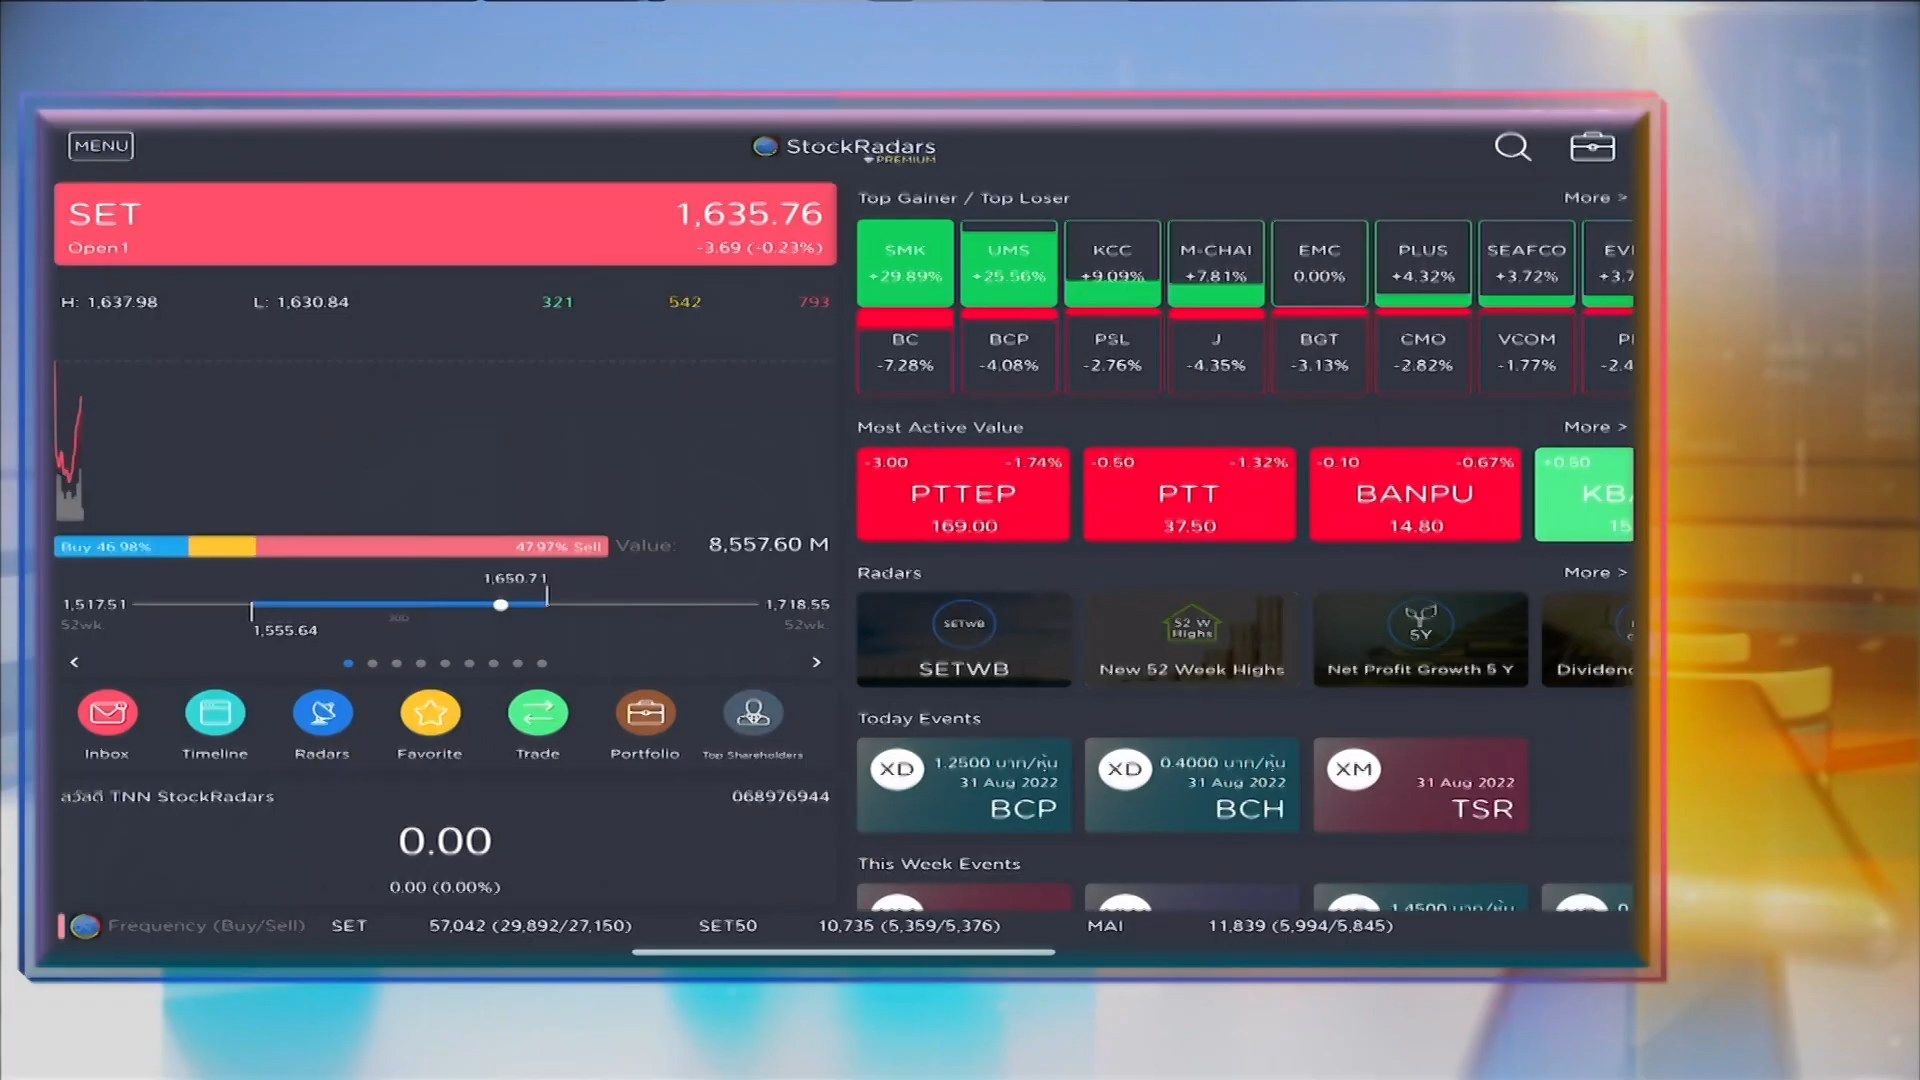 MENU
StockRadars
PREMIUM
SET
1,635.76
Open1
-3.69 (-0.23%)
H: 1,637.98
L: 1,630.84
321
542
793
Buy 46.98%
47.97% Sell
Value:
8,557.60 M
1,650.71
1,517.51
1,718.55
52wk
52wk
1,555.64
<
>
Inbox
Timeline
Radars
Favorite
Trade
Portfolio
Top Shareholders
สวัสดี TNN StockRadars
068976944
0.00
0.00 (0.00%)
Top Gainer / Top Loser
More >
SMK
UMS
KCC
M-CHAI
EMC
PLUS
SEAFCO
+29.89%
+25.56%
+9.09%
+7.81%
0.00%
+4.32%
+3.72%
BC
BCP
PSL
J
BGT
CMO
VCOM
-7.28%
-4.08%
-2.76%
-4.35%
-3.13%
-2.82%
-1.77%
Most Active Value
More >
-3.00
-1.74%
PTTEP
169.00
-0.50
-1.32%
PTT
37.50
-0.10
-0.67%
BANPU
14.80
+0.50
Radars
More >
SETWB
SETWB
52 W
Highs
New 52 Week Highs
5Y
Net Profit Growth 5 Y
Today Events
XD
1.2500 บาท/หุ้น
31 Aug 2022
BCP
XD
0.4000 บาท/หุ้น
31 Aug 2022
BCH
XM
31 Aug 2022
TSR
This Week Events
Frequency (Buy/Sell)
SET
57,042 (29,892/27,150)
SET50
10,735 (5,359/5,376)
MAI
11,839 (5,994/5,845)